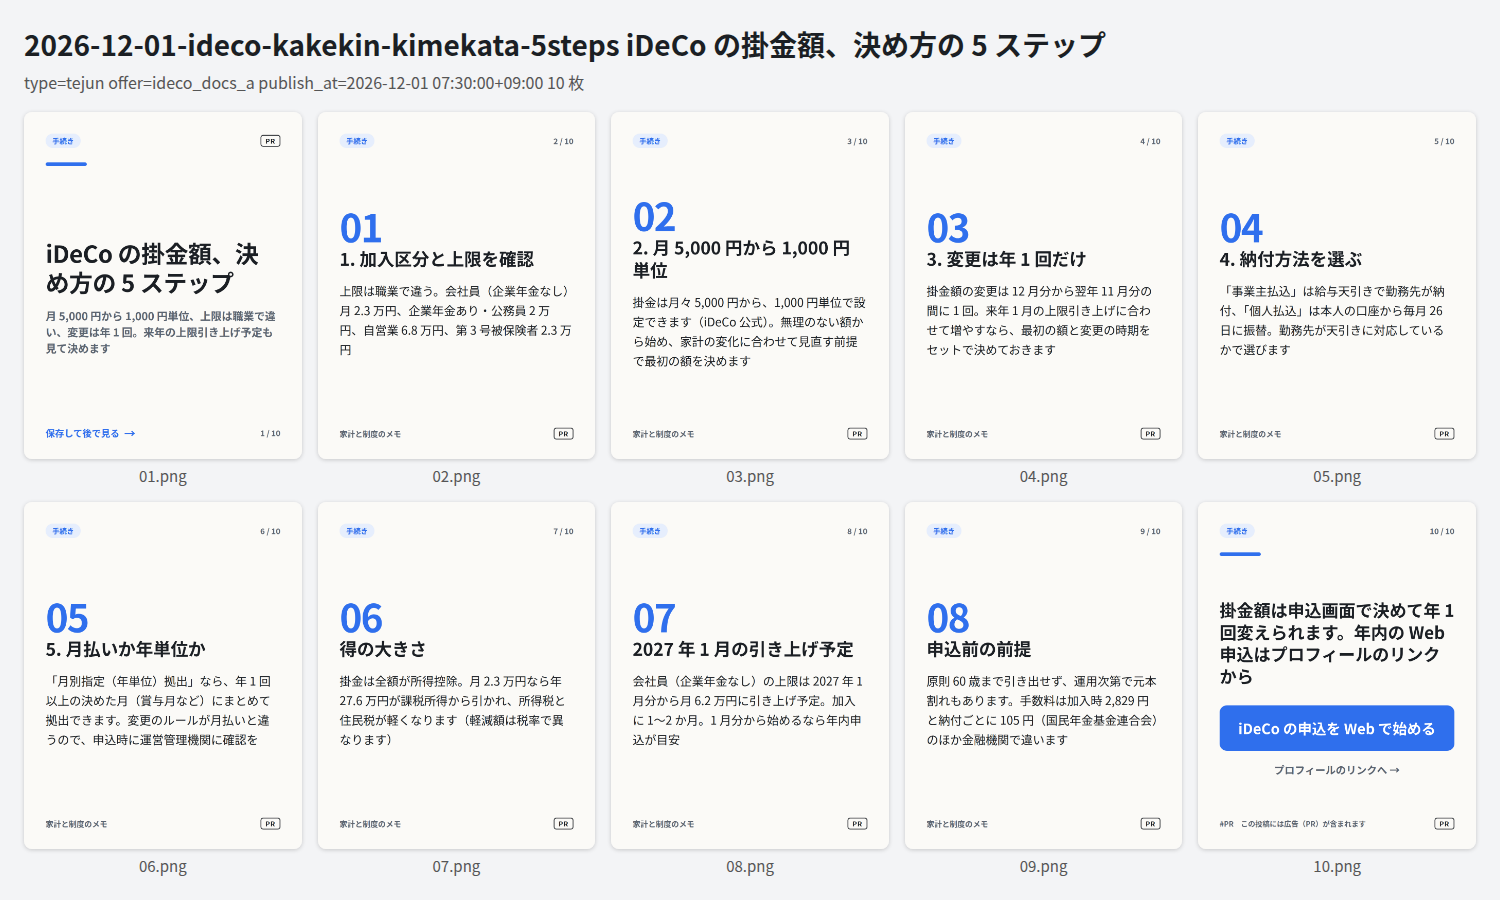 2026-12-01-ideco-kakekin-kimekata-5steps iDeCo の掛金額、決め方の 5 ステップ
type=tejun offer=ideco_docs_a publish_at=2026-12-01 07:30:00+09:00 10 枚
手続き
PR
iDeCo の掛金額、決
め方の 5 ステップ
月 5,000 円から 1,000 円単位、上限は職業で違
い、変更は年 1 回。来年の上限引き上げ予定も
見て決めます
保存して後で見る →
1 / 10
01.png
手続き
2 / 10
01
1. 加入区分と上限を確認
上限は職業で違う。会社員（企業年金なし）
月 2.3 万円、企業年金あり・公務員 2 万
円、自営業 6.8 万円、第 3 号被保険者 2.3 万
円
家計と制度のメモ
PR
02.png
手続き
3 / 10
02
2. 月 5,000 円から 1,000 円
単位
掛金は月々 5,000 円から、1,000 円単位で設
定できます（iDeCo 公式）。無理のない額か
ら始め、家計の変化に合わせて見直す前提
で最初の額を決めます
家計と制度のメモ
PR
03.png
手続き
4 / 10
03
3. 変更は年 1 回だけ
掛金額の変更は 12 月分から翌年 11 月分の
間に 1 回。来年 1 月の上限引き上げに合わ
せて増やすなら、最初の額と変更の時期を
セットで決めておきます
家計と制度のメモ
PR
04.png
手続き
5 / 10
04
4. 納付方法を選ぶ
「事業主払込」は給与天引きで勤務先が納
付、「個人払込」は本人の口座から毎月 26
日に振替。勤務先が天引きに対応している
かで選びます
家計と制度のメモ
PR
05.png
手続き
6 / 10
05
5. 月払いか年単位か
「月別指定（年単位）拠出」なら、年 1 回
以上の決めた月（賞与月など）にまとめて
拠出できます。変更のルールが月払いと違
うので、申込時に運営管理機関に確認を
家計と制度のメモ
PR
06.png
手続き
7 / 10
06
得の大きさ
掛金は全額が所得控除。月 2.3 万円なら年
27.6 万円が課税所得から引かれ、所得税と
住民税が軽くなります（軽減額は税率で異
なります）
家計と制度のメモ
PR
07.png
手続き
8 / 10
07
2027 年 1 月の引き上げ予定
会社員（企業年金なし）の上限は 2027 年 1
月分から月 6.2 万円に引き上げ予定。加入
に 1〜2 か月。1 月分から始めるなら年内申
込が目安
家計と制度のメモ
PR
08.png
手続き
9 / 10
08
申込前の前提
原則 60 歳まで引き出せず、運用次第で元本
割れもあります。手数料は加入時 2,829 円
と納付ごとに 105 円（国民年金基金連合会）
のほか金融機関で違います
家計と制度のメモ
PR
09.png
手続き
10 / 10
掛金額は申込画面で決めて年 1
回変えられます。年内の Web
申込はプロフィールのリンク
から
iDeCo の申込を Web で始める
プロフィールのリンクへ →
#PR この投稿には広告（PR）が含まれます
PR
10.png